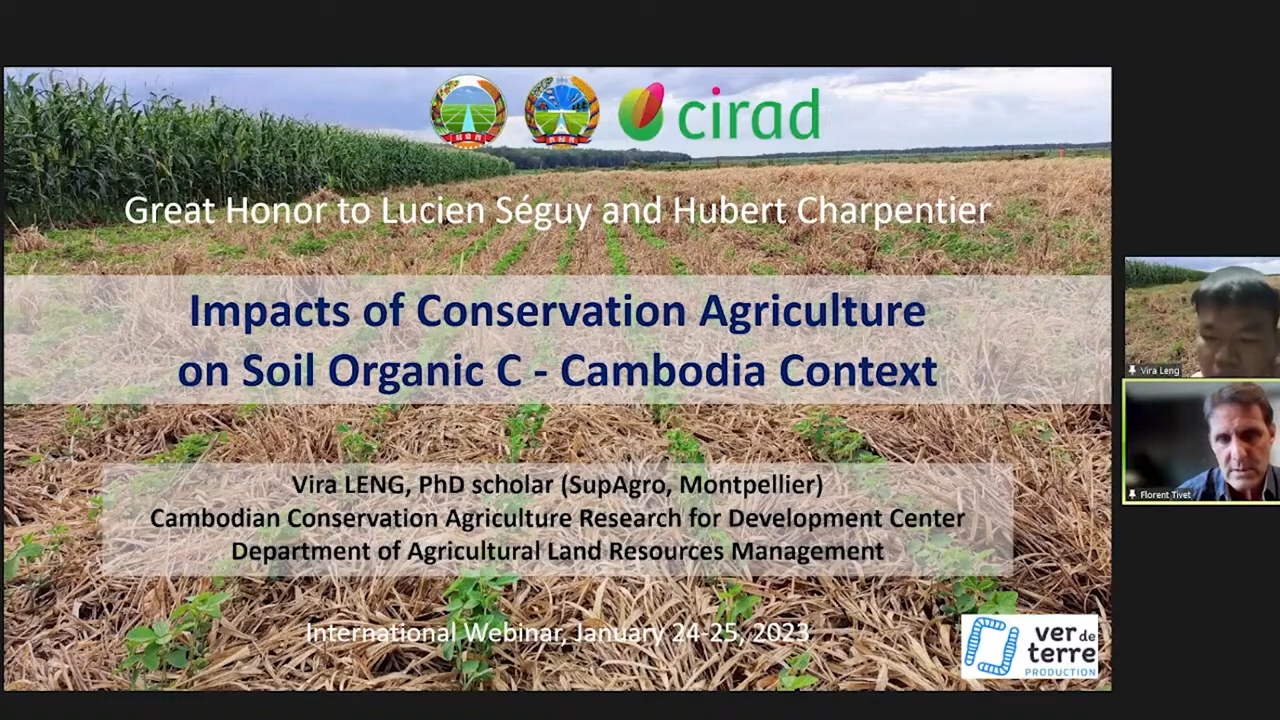 cirad
Great Honor to Lucien Séguy and Hubert Charpentier
Impacts of Conservation Agriculture
on Soil Organic C - Cambodia Context
Vira LENG, PhD scholar (SupAgro, Montpellier)
Cambodian Conservation Agriculture Research for Development Center
Department of Agricultural Land Resources Management
International Webinar, January 24-25, 2023
ver de
terre
PRODUCTION
Vira Leng
Florent Tivet